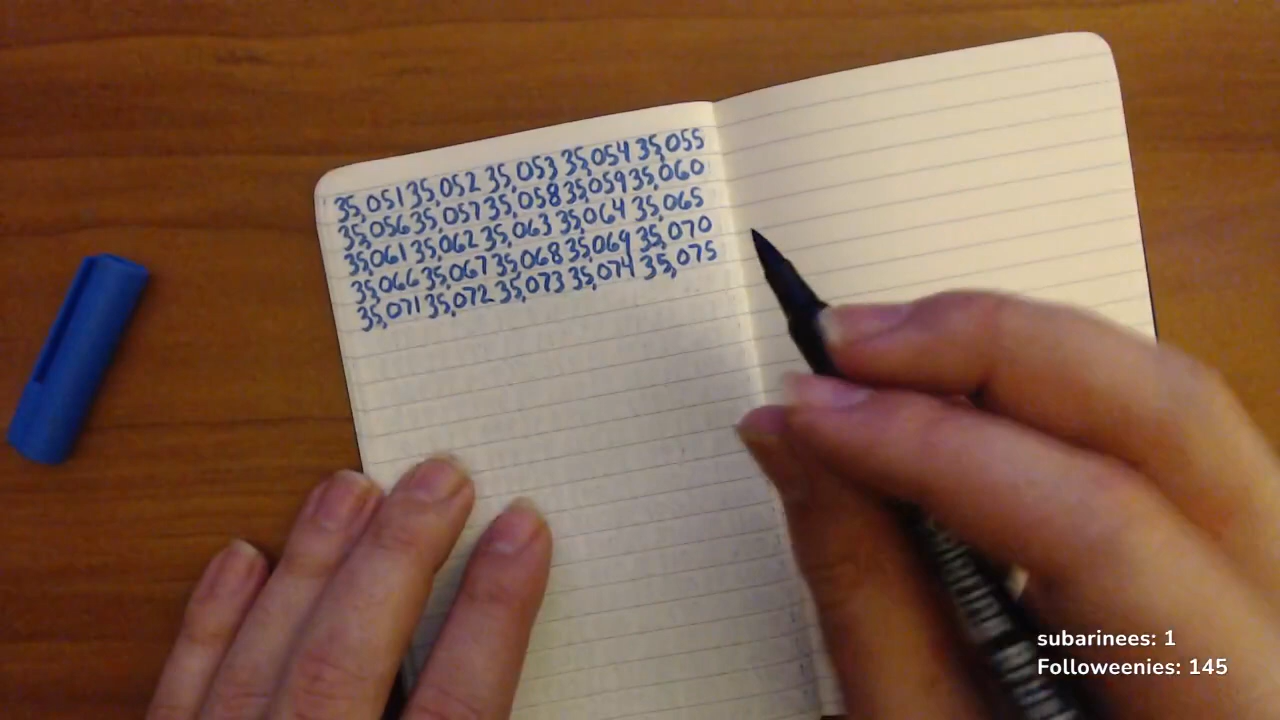 35,051 35,052 35,053 35,054 35,055
35,056 35,057 35,058 35,059 35,060
35,061 35,062 35,063 35,064 35,065
35,066 35,067 35,068 35,069 35,070
35,071 35,072 35,073 35,074 35,075
subarinees: 1
Followeenies: 145